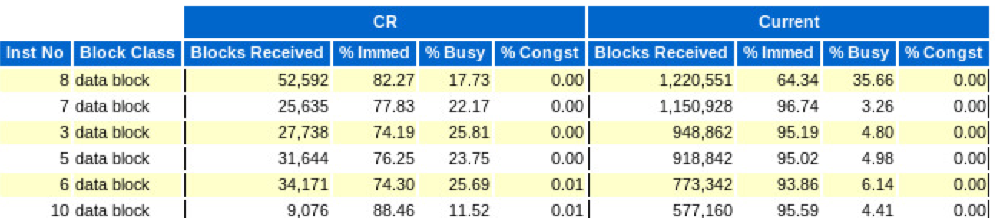 CR Current
Inst No Block Class Blocks Received % Immed % Busy % Congst Blocks Received % Immed % Busy % Congst
8 data block 52,592 82.27 17.73 0.00 1,220,551 64.34 35.66 0.00
7 data block 25,635 77.83 22.17 0.00 1,150,928 96.74 3.26 0.00
3 data block 27,738 74.19 25.81 0.00 948,862 95.19 4.80 0.00
5 data block 31,644 76.25 23.75 0.00 918,842 95.02 4.98 0.00
6 data block 34,171 74.30 25.69 0.01 773,342 93.86 6.14 0.00
10 data block 9,076 88.46 11.52 0.01 577,160 95.59 4.41 0.00